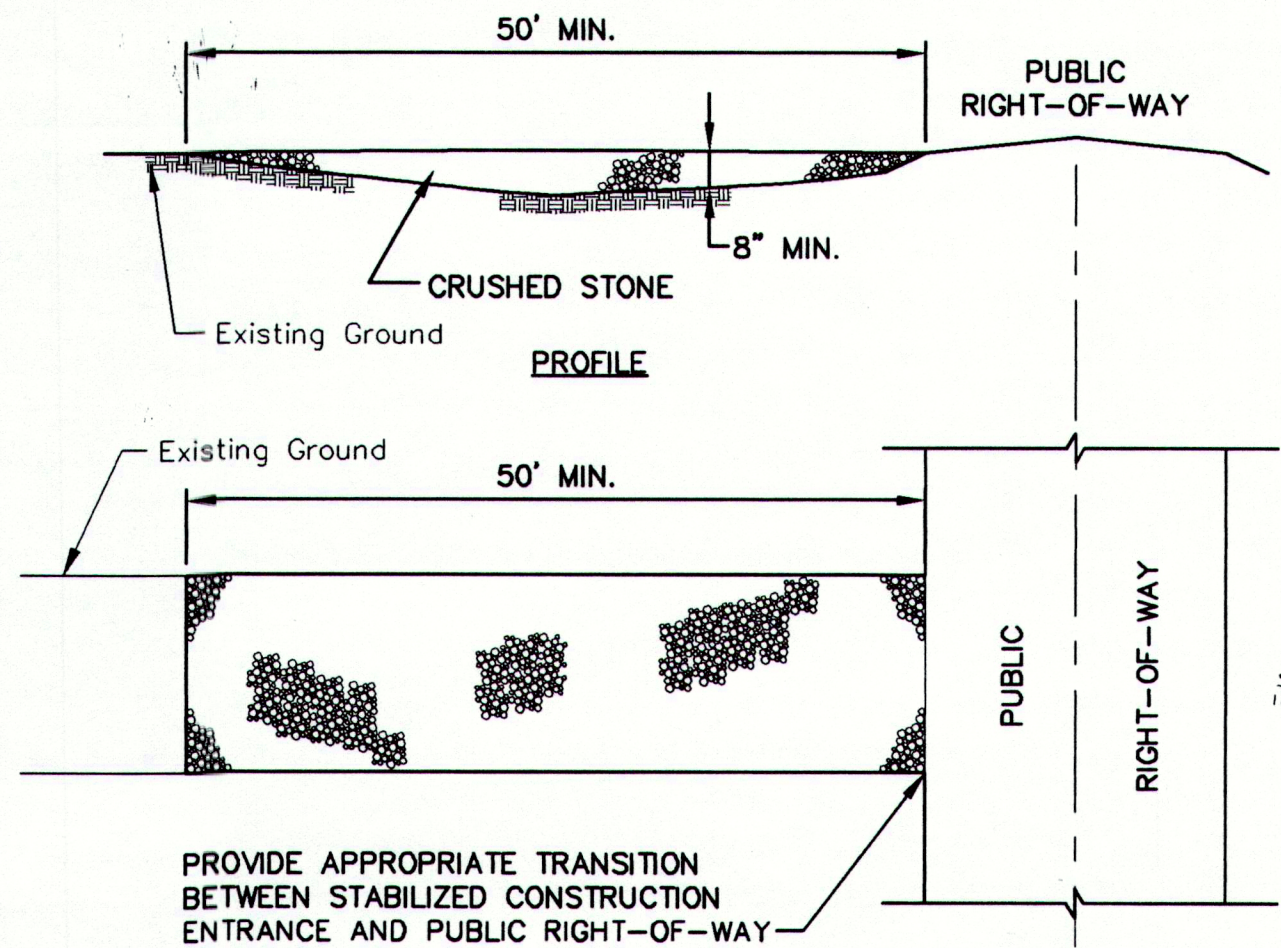 50' MIN.
PUBLIC
RIGHT-OF-WAY
8" MIN.
CRUSHED STONE
Existing Ground
PROFILE
Existing Ground
50' MIN.
PUBLIC
RIGHT-OF-WAY
PROVIDE APPROPRIATE TRANSITION
BETWEEN STABILIZED CONSTRUCTION
ENTRANCE AND PUBLIC RIGHT-OF-WAY